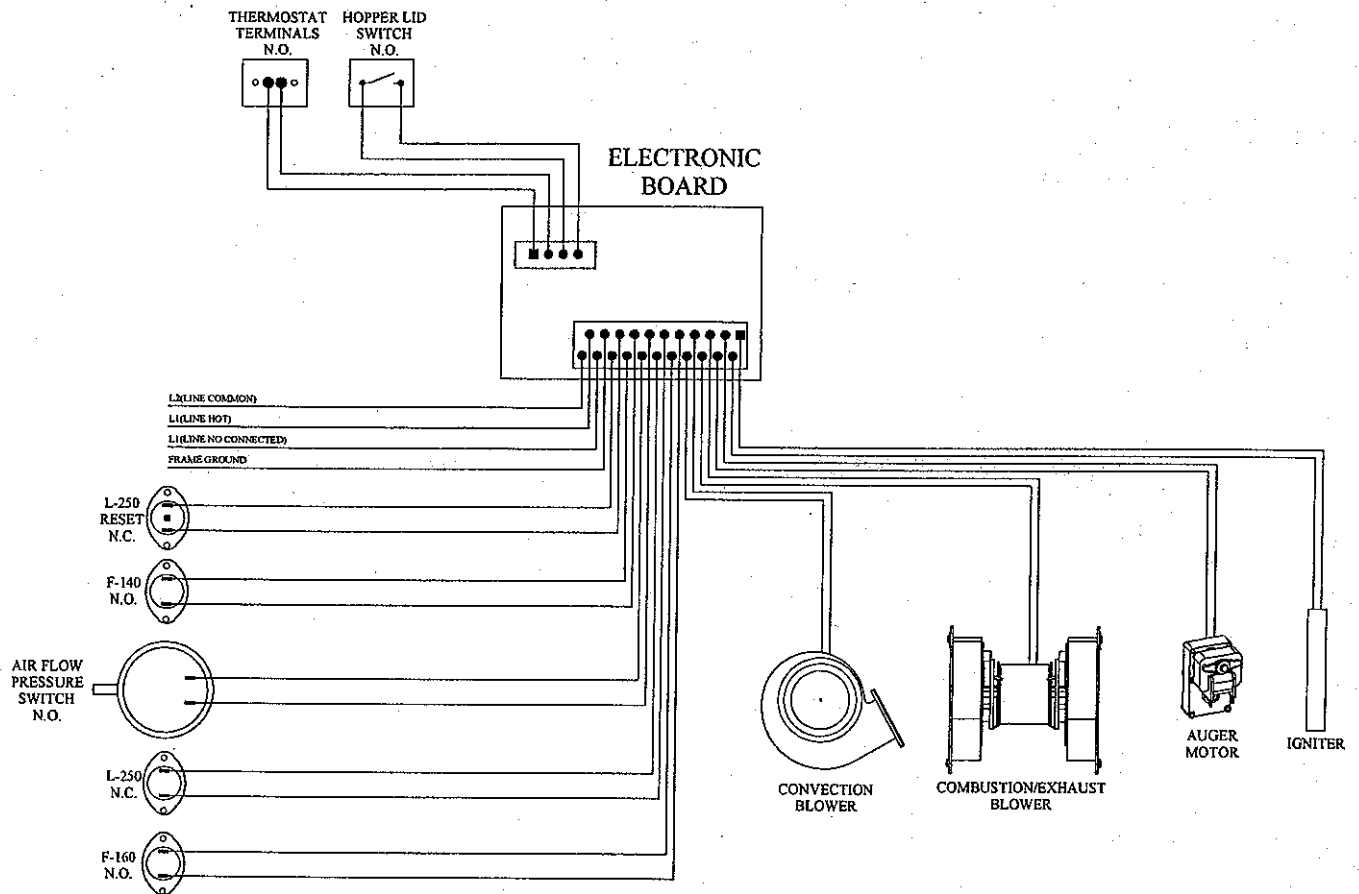 THERMOSTAT
TERMINALS
N.O.
HOPPER LID
SWITCH
N.O.
ELECTRONIC
BOARD
L2(LINE COMMON)
L1(LINE HOT)
L1(LINE NO CONNECTED)
FRAME GROUND
L-250
RESET
N.C.
F-140
N.O.
AIR FLOW
PRESSURE
SWITCH
N.O.
L-250
N.C.
F-160
N.O.
CONVECTION
BLOWER
COMBUSTION/EXHAUST
BLOWER
AUGER
MOTOR
IGNITER